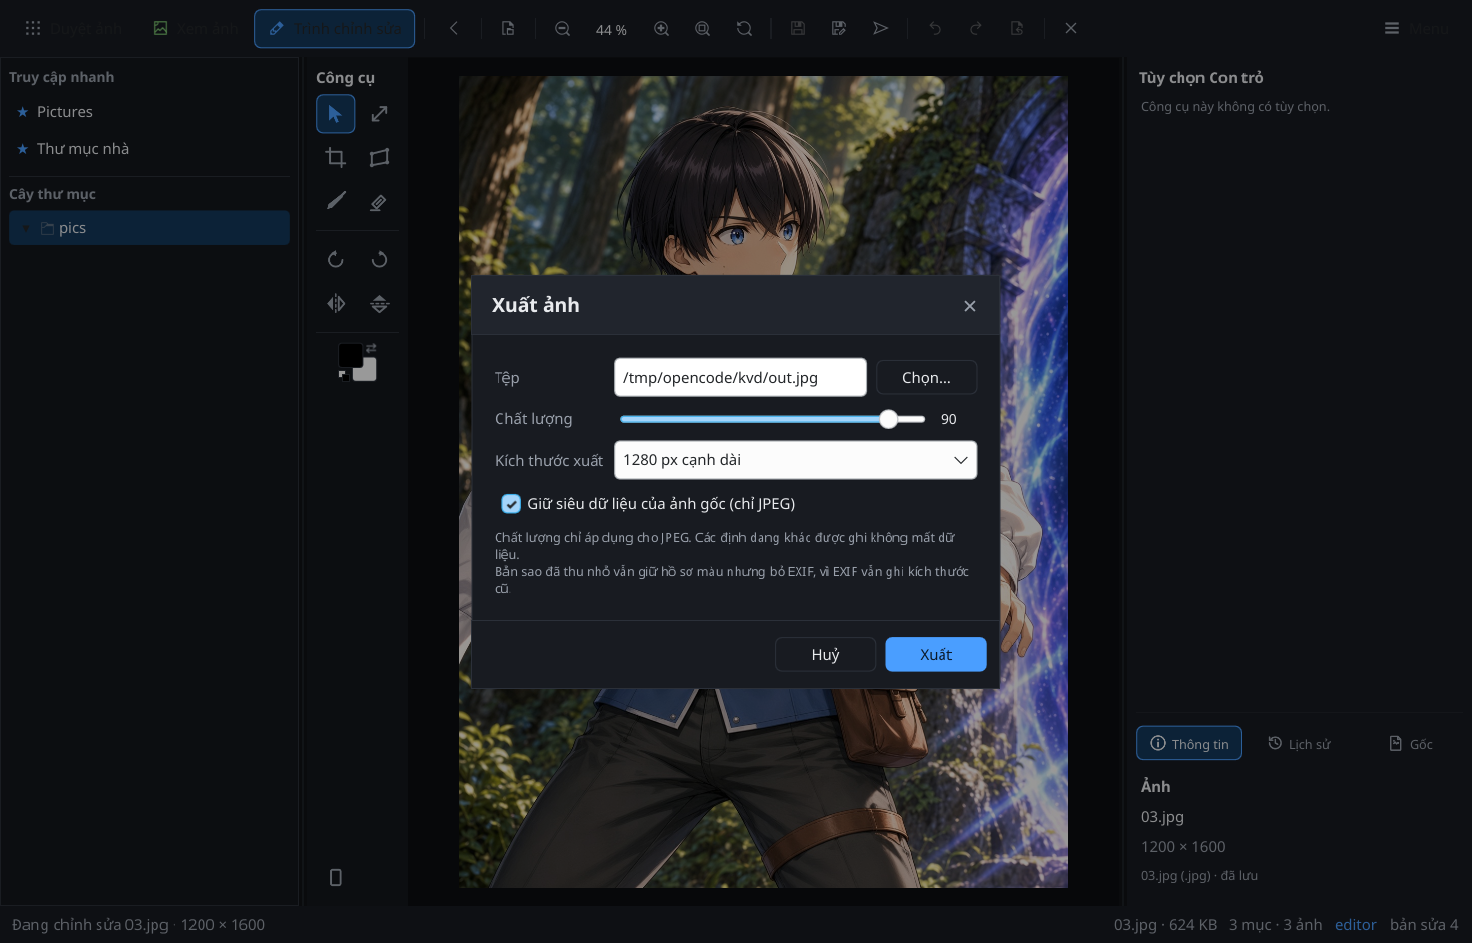 Duyệt ảnh
Xem ảnh
Trình chỉnh sửa
44 %
Menu
Truy cập nhanh
Pictures
Thư mục nhà
Cây thư mục
pics
Công cụ
Xuất ảnh
Tệp
/tmp/opencode/kvd/out.jpg
Chọn...
Chất lượng
90
Kích thước xuất
1280 px cạnh dài
Giữ siêu dữ liệu của ảnh gốc (chỉ JPEG)
Chất lượng chỉ áp dụng cho JPEG. Các định dạng khác được ghi không mất dữ
liệu.
Bản sao đã thu nhỏ vẫn giữ hồ sơ màu nhưng bỏ EXIF, vì EXIF vẫn ghi kích thước
cũ.
Huỷ
Xuất
Tùy chọn Con trỏ
Công cụ này không có tùy chọn.
Thông tin
Lịch sử
Gốc
Ảnh
03.jpg
1200 × 1600
03.jpg (.jpg) · đã lưu
Đang chỉnh sửa 03.jpg · 1200 × 1600
03.jpg · 624 KB
3 mục · 3 ảnh
editor
bản sửa 4